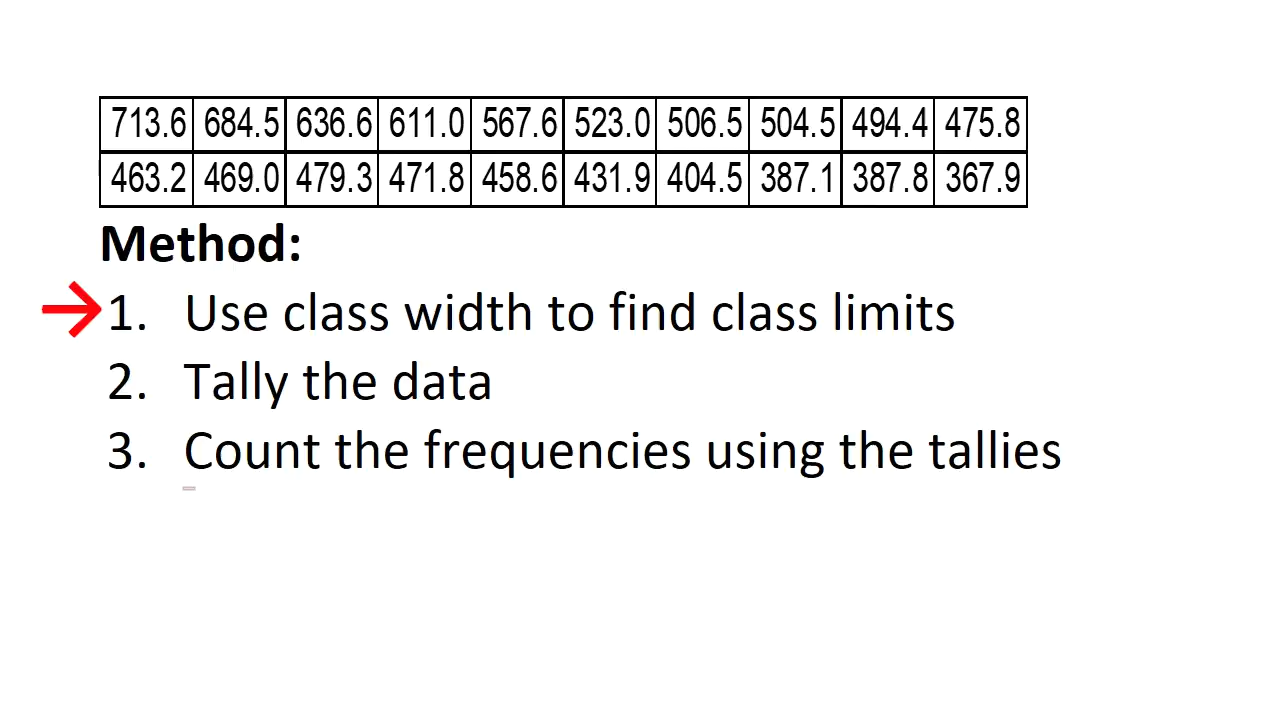 713.6 684.5 636.6 611.0 567.6 523.0 506.5 504.5 494.4 475.8
463.2 469.0 479.3 471.8 458.6 431.9 404.5 387.1 387.8 367.9
Method:
1. Use class width to find class limits
2. Tally the data
3. Count the frequencies using the tallies